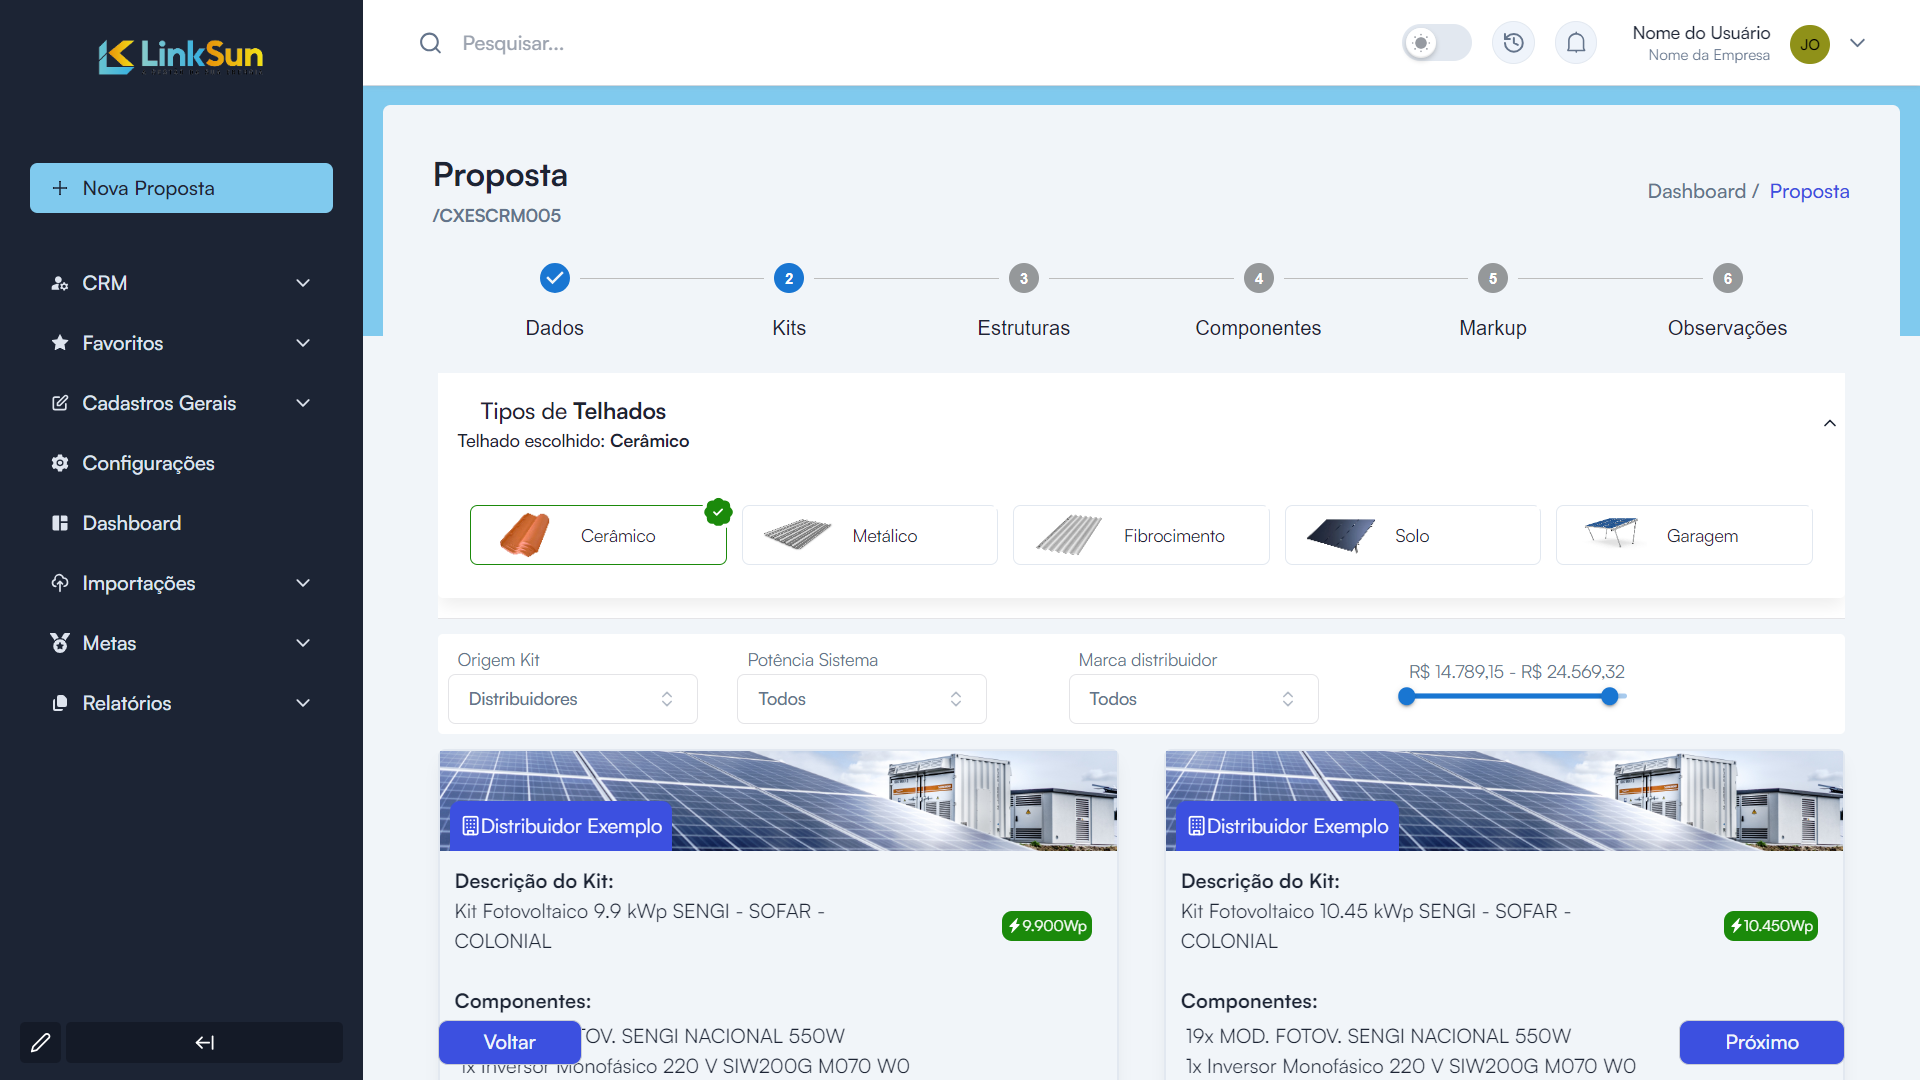 LinkSun
Pesquisar...
Nome do Usuário
Nome da Empresa
JO
Nova Proposta
CRM
Favoritos
Cadastros Gerais
Configurações
Dashboard
Importações
Metas
Relatórios
Proposta
/CXESCRM005
Dashboard / Proposta
2
3
4
5
6
Dados
Kits
Estruturas
Componentes
Markup
Observações
Tipos de Telhados
Telhado escolhido: Cerâmico
Cerâmico
Metálico
Fibrocimento
Solo
Garagem
Origem Kit
Distribuidores
Potência Sistema
Todos
Marca distribuidor
Todos
R$ 14.789,15 - R$ 24.569,32
Distribuidor Exemplo
Descrição do Kit:
Kit Fotovoltaico 9.9 kWp SENGI - SOFAR -
COLONIAL
9.900Wp
Componentes:
TOV. SENGI NACIONAL 550W
1x Inversor Monofásico 220 V SIW200G M070 W0
Distribuidor Exemplo
Descrição do Kit:
Kit Fotovoltaico 10.45 kWp SENGI - SOFAR -
COLONIAL
10.450Wp
Componentes:
19x MOD. FOTOV. SENGI NACIONAL 550W
1x Inversor Monofásico 220 V SIW200G M070 W0
Voltar
Próximo